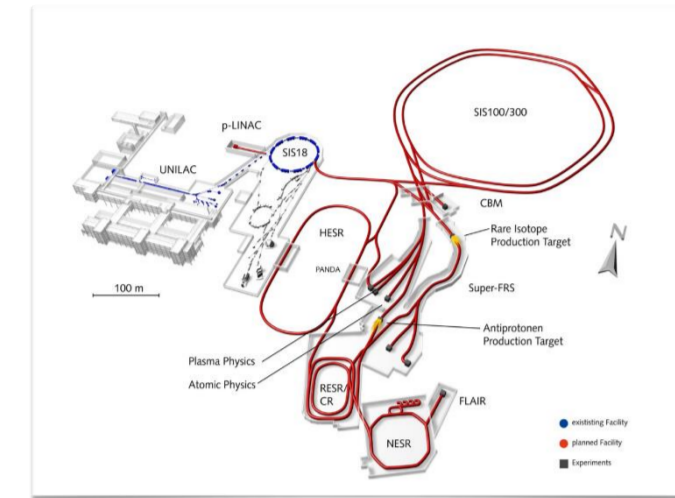 SIS100/300
p-LINAC
SIS18
UNILAC
CBM
N
HESR
Rare Isotope
Production Target
PANDA
Super-FRS
100 m
Antiprotonen
Production Target
Plasma Physics
Atomic Physics
RESR/
CR
FLAIR
NESR
exististing Facility
planned Facility
Experiments